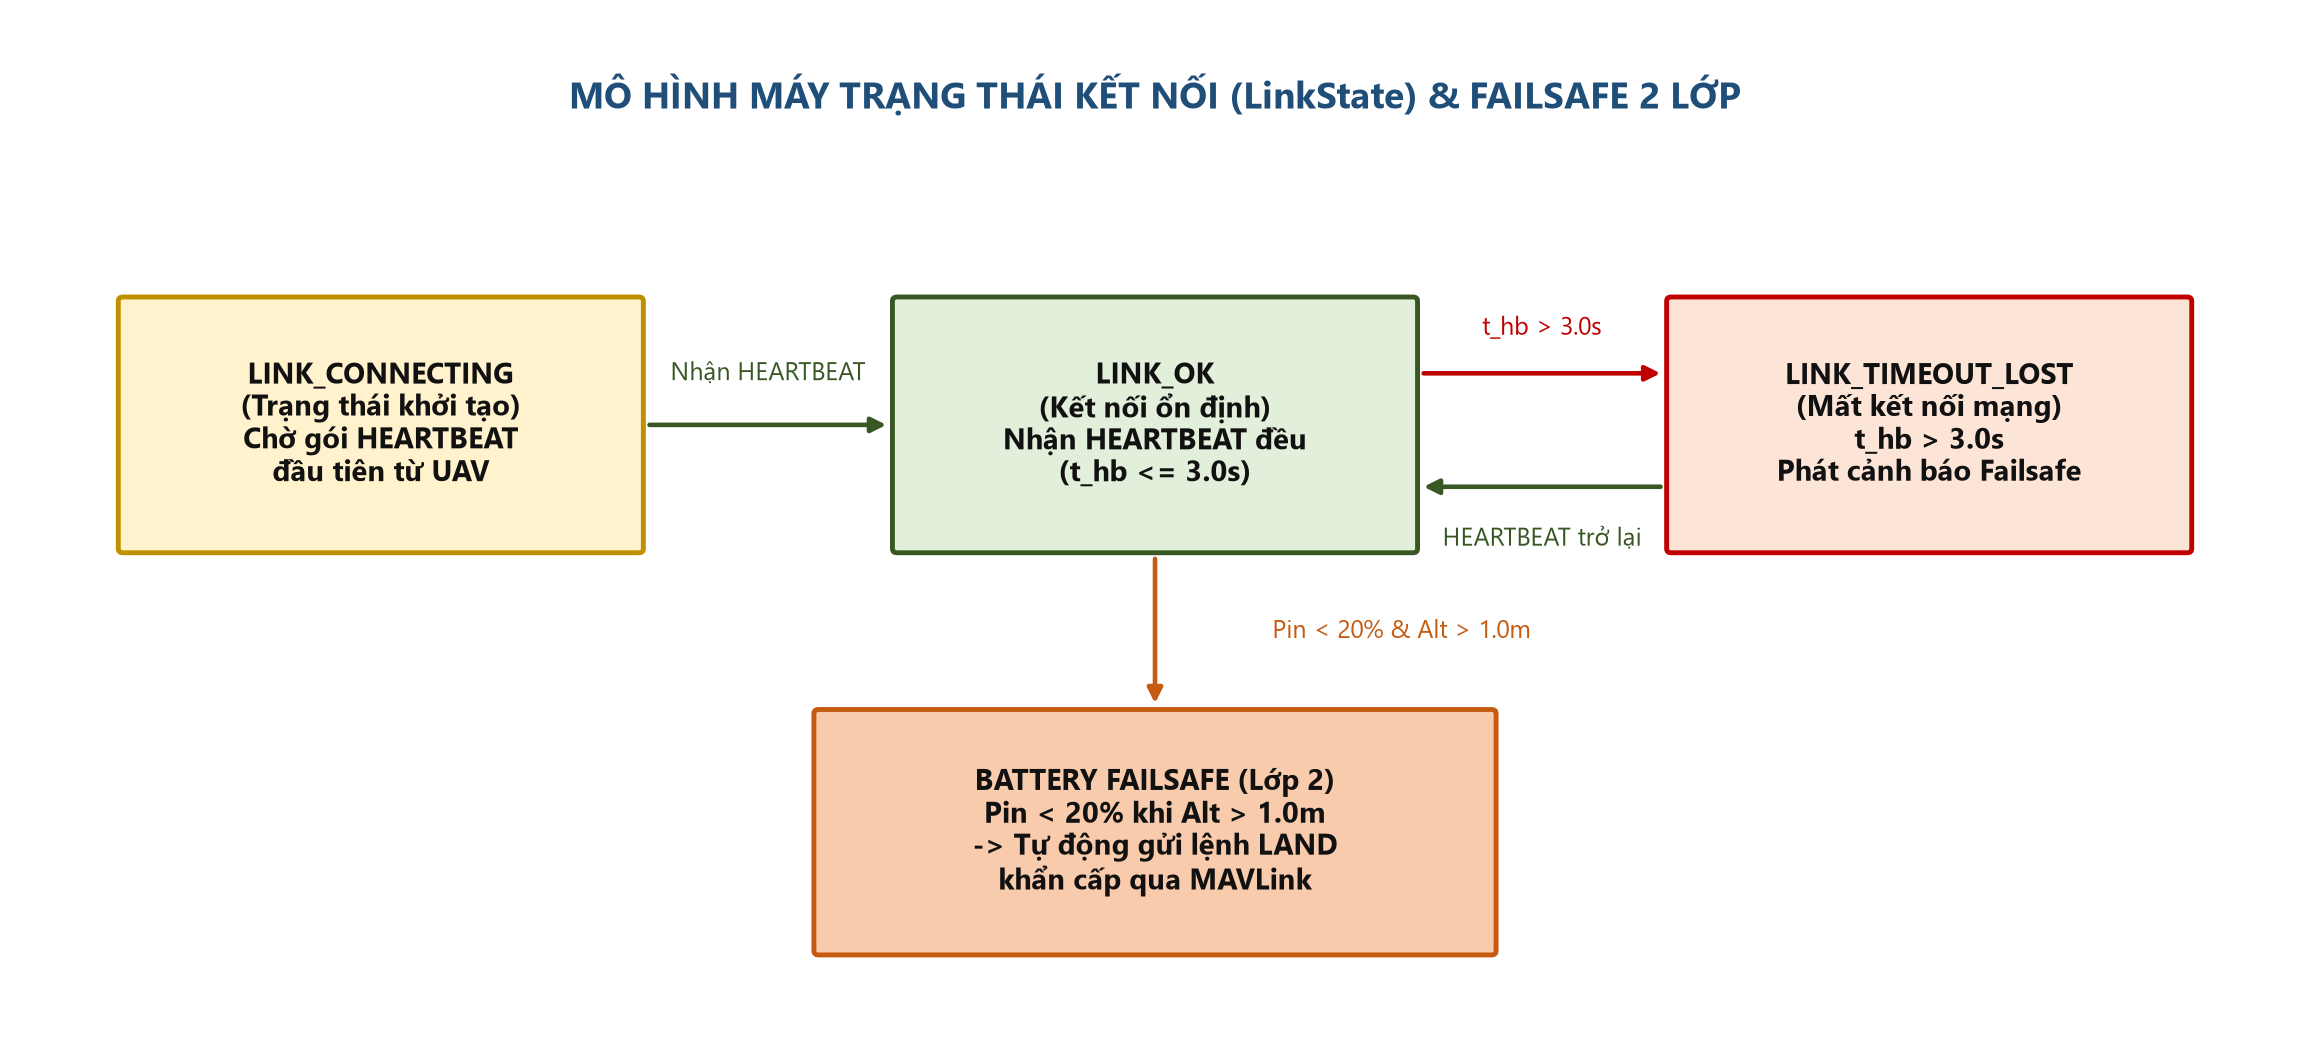 MÔ HÌNH MÁY TRẠNG THÁI KẾT NỐI (LinkState) & FAILSAFE 2 LỚP
LINK_CONNECTING
(Trạng thái khởi tạo)
Chờ gói HEARTBEAT
đầu tiên từ UAV
Nhận HEARTBEAT
LINK_OK
(Kết nối ổn định)
Nhận HEARTBEAT đều
(t_hb <= 3.0s)
t_hb > 3.0s
HEARTBEAT trở lại
LINK_TIMEOUT_LOST
(Mất kết nối mạng)
t_hb > 3.0s
Phát cảnh báo Failsafe
Pin < 20% & Alt > 1.0m
BATTERY FAILSAFE (Lớp 2)
Pin < 20% khi Alt > 1.0m
-> Tự động gửi lệnh LAND
khẩn cấp qua MAVLink